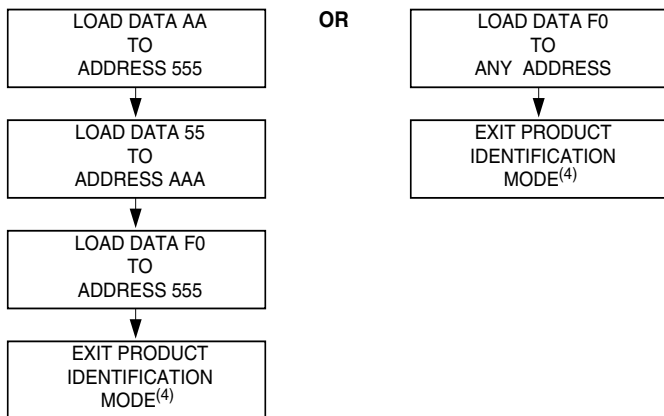 LOAD DATA AA
TO
ADDRESS 555
LOAD DATA 55
TO
ADDRESS AAA
LOAD DATA F0
TO
ADDRESS 555
EXIT PRODUCT
IDENTIFICATION
MODE(4)
OR
LOAD DATA F0
TO
ANY ADDRESS
EXIT PRODUCT
IDENTIFICATION
MODE(4)